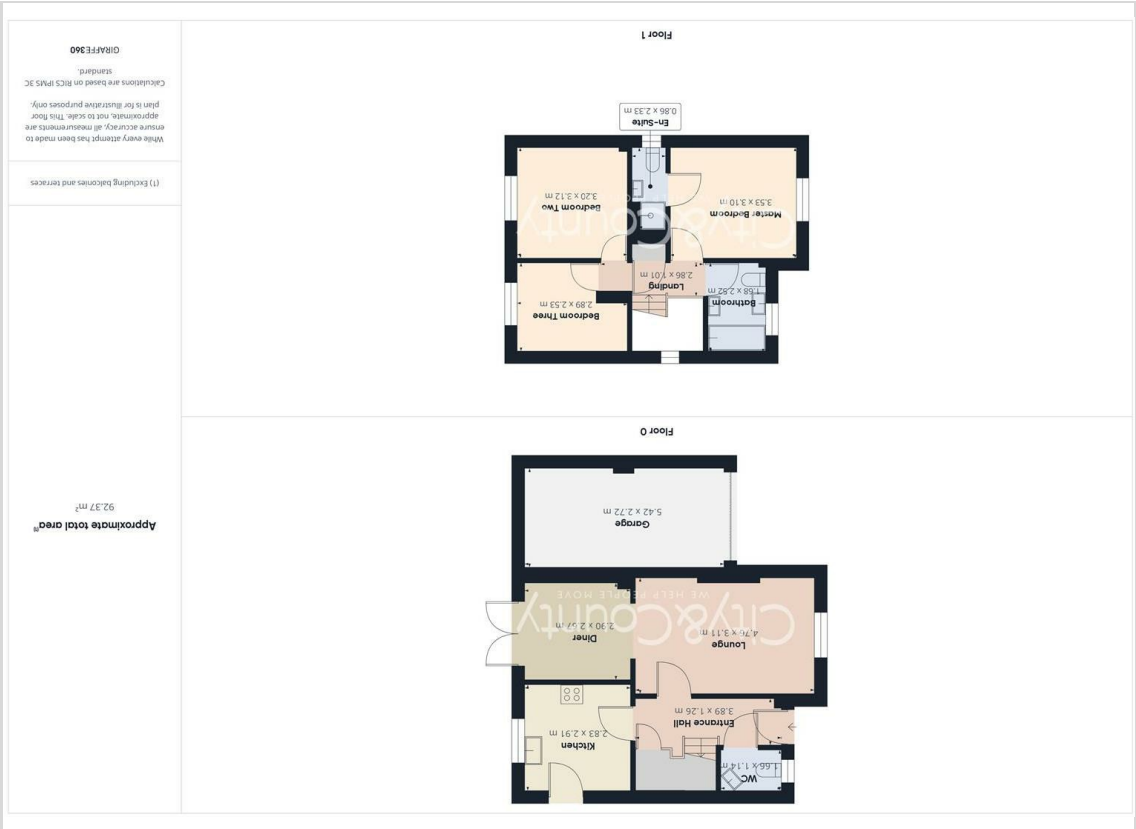 WC
1.66 x 1.14 m
Kitchen
2.83 x 2.91 m
Entrance Hall
3.89 x 1.26 m
Lounge
4.76 x 3.11 m
Diner
2.90 x 2.67 m
City&County
WE HELP PEOPLE MOVE
Garage
5.42 x 2.72 m
Floor 0
Bathroom
1.68 x 2.52 m
Bedroom Three
2.89 x 2.53 m
Landing
2.86 x 1.01 m
Master Bedroom
3.53 x 3.10 m
Bedroom Two
3.20 x 3.12 m
City&County
En-Suite
0.86 x 2.33 m
Floor 1
Approximate total area⁽¹⁾
92.37 m²
(1) Excluding balconies and terraces
While every attempt has been made to
ensure accuracy, all measurements are
approximate, not to scale. This floor
plan is for illustrative purposes only.
Calculations are based on RICS IPMS 3C
standard.
GIRAFFE360